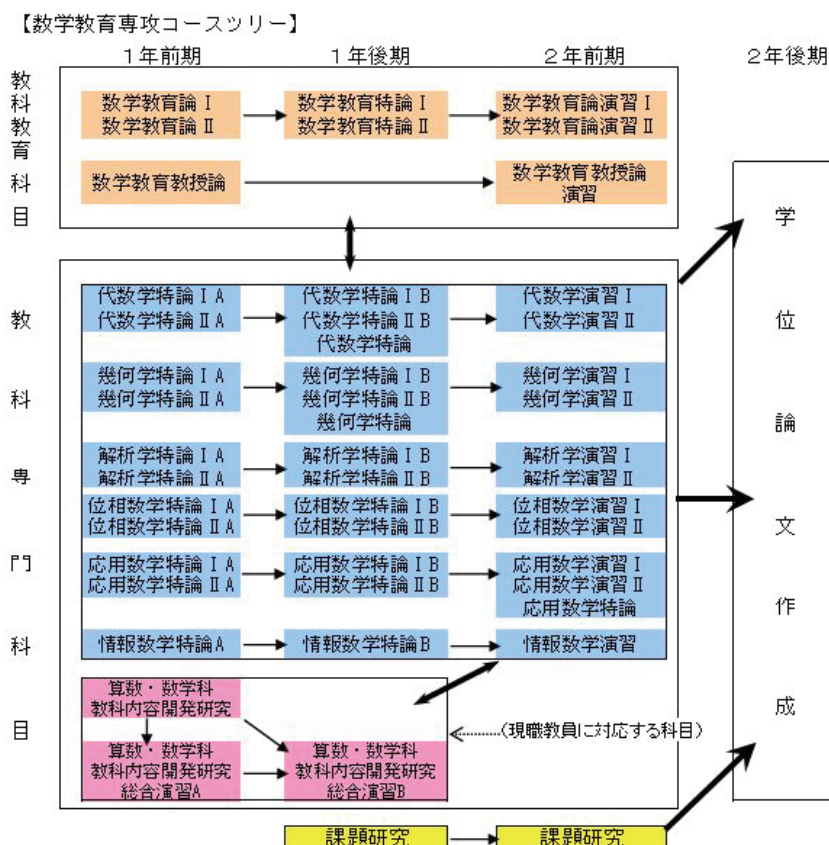 【数学教育専攻コースツリー】
１年前期
１年後期
２年前期
２年後期
教科教育科目
数学教育論Ⅰ
数学教育論Ⅱ
数学教育特論Ⅰ
数学教育特論Ⅱ
数学教育論演習Ⅰ
数学教育論演習Ⅱ
数学教育教授論
数学教育教授論
演習
教科専門科目
代数学特論ⅠA
代数学特論ⅡA
代数学特論ⅠB
代数学特論ⅡB
代数学特論
代数学演習Ⅰ
代数学演習Ⅱ
幾何学特論ⅠA
幾何学特論ⅡA
幾何学特論ⅠB
幾何学特論ⅡB
幾何学特論
幾何学演習Ⅰ
幾何学演習Ⅱ
解析学特論ⅠA
解析学特論ⅡA
解析学特論ⅠB
解析学特論ⅡB
解析学演習Ⅰ
解析学演習Ⅱ
位相数学特論ⅠA
位相数学特論ⅡA
位相数学特論ⅠB
位相数学特論ⅡB
位相数学演習Ⅰ
位相数学演習Ⅱ
応用数学特論ⅠA
応用数学特論ⅡA
応用数学特論ⅠB
応用数学特論ⅡB
応用数学演習Ⅰ
応用数学演習Ⅱ
応用数学特論
情報数学特論A
情報数学特論B
情報数学演習
算数・数学科
教科内容開発研究
算数・数学科
教科内容開発研究
総合演習A
算数・数学科
教科内容開発研究
総合演習B
(現職教員に対応する科目)
課題研究
課題研究
学位論文作成